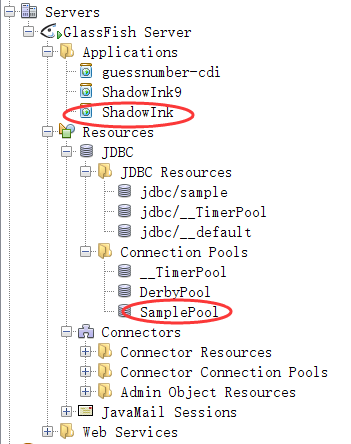 Servers
GlassFish Server
Applications
guessnumber-cdi
ShadowInk9
ShadowInk
Resources
JDBC
JDBC Resources
jdbc/sample
jdbc/__TimerPool
jdbc/__default
Connection Pools
__TimerPool
DerbyPool
SamplePool
Connectors
Connector Resources
Connector Connection Pools
Admin Object Resources
JavaMail Sessions
Web Services